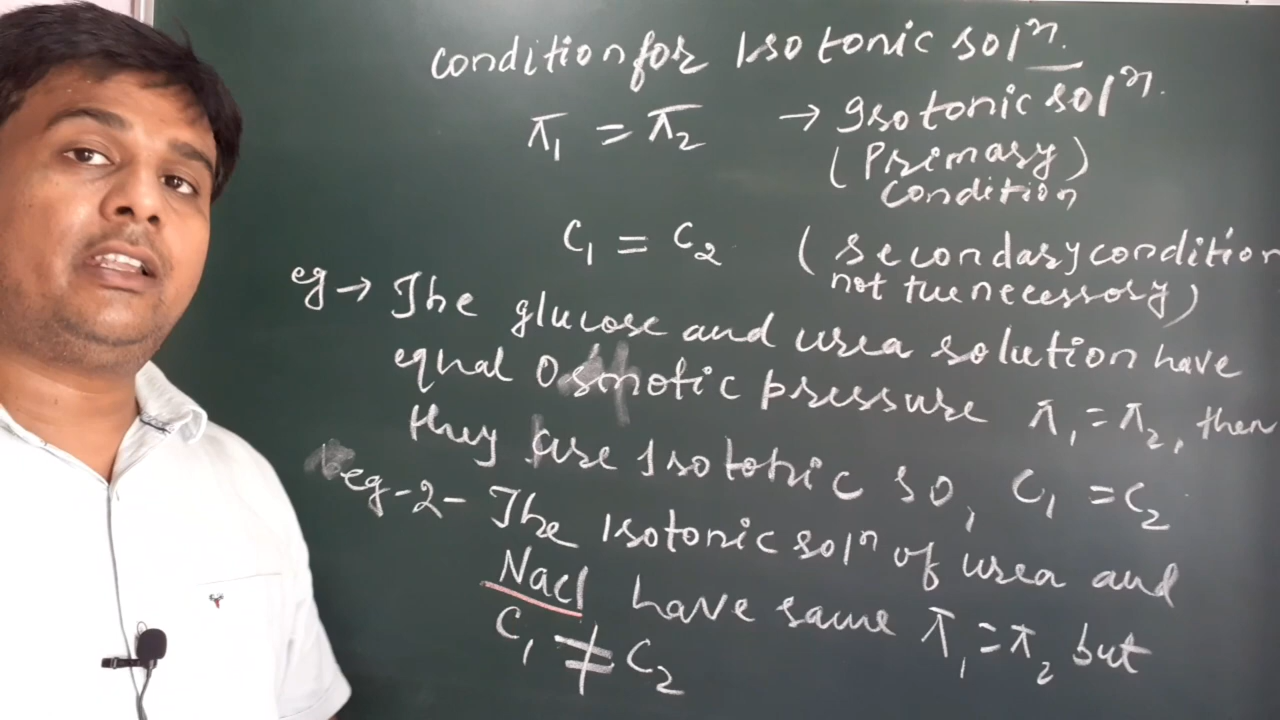 condition for Isotonic solⁿ.
π₁ = π₂ → Isotonic solⁿ.
(Primary)
condition
C₁ = C₂ (secondary condition
not true necessory)
eg → The glucose and urea solution have
equal Osmotic pressure π₁ = π₂, then
they are Isotonic so, C₁ = C₂
eg-2- The Isotonic solⁿ of urea and
Nacl have same π₁ = π₂ but
C₁ ≠ C₂